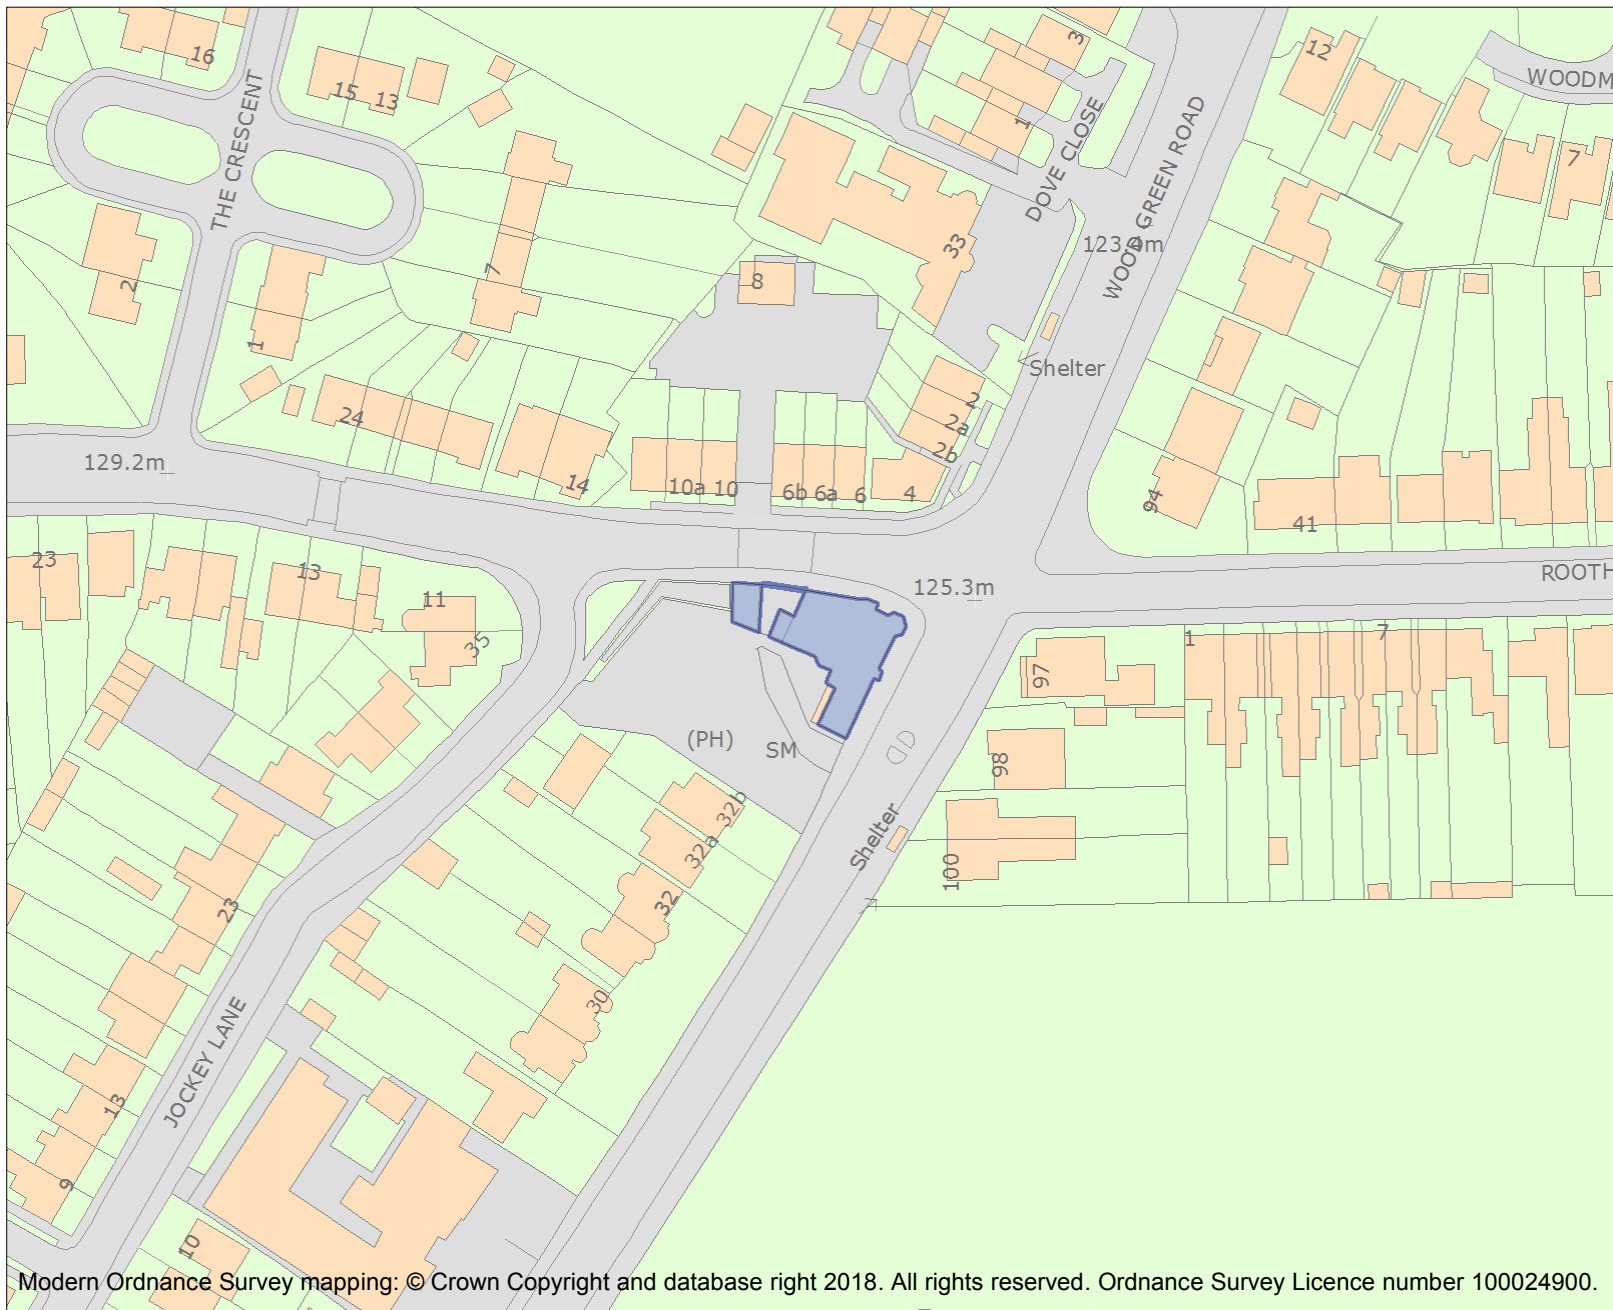 16
THE CRESCENT
15
13
3
12
WOODM
1
DOVE CLOSE
WOOD GREEN ROAD
7
33
2
7
8
123.4m
1
Shelter
24
2
2a
2b
129.2m
14
10a
10
6b
6a
6
4
94
41
23
13
11
35
125.3m
ROOTH
97
1
7
(PH)
SM
98
32b
32a
Shelter
100
32
23
30
JOCKEY LANE
13
9
10
Modern Ordnance Survey mapping: © Crown Copyright and database right 2018. All rights reserved. Ordnance Survey Licence number 100024900.